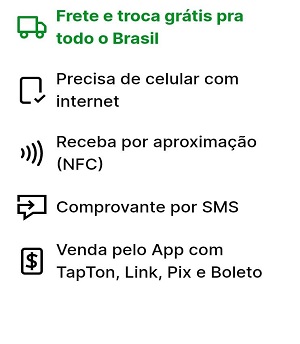 Frete e troca grátis pra
todo o Brasil
Precisa de celular com
internet
Receba por aproximação
(NFC)
Comprovante por SMS
Venda pelo App com
TapTon, Link, Pix e Boleto